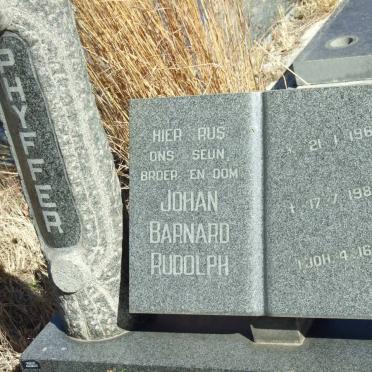 PHYFFER
HIER RUS
ONS SEUN,
BROER EN OOM
JOHAN
BARNARD
RUDOLPH
* 21 1 196
† 17 7 198
1 JOH 4 16